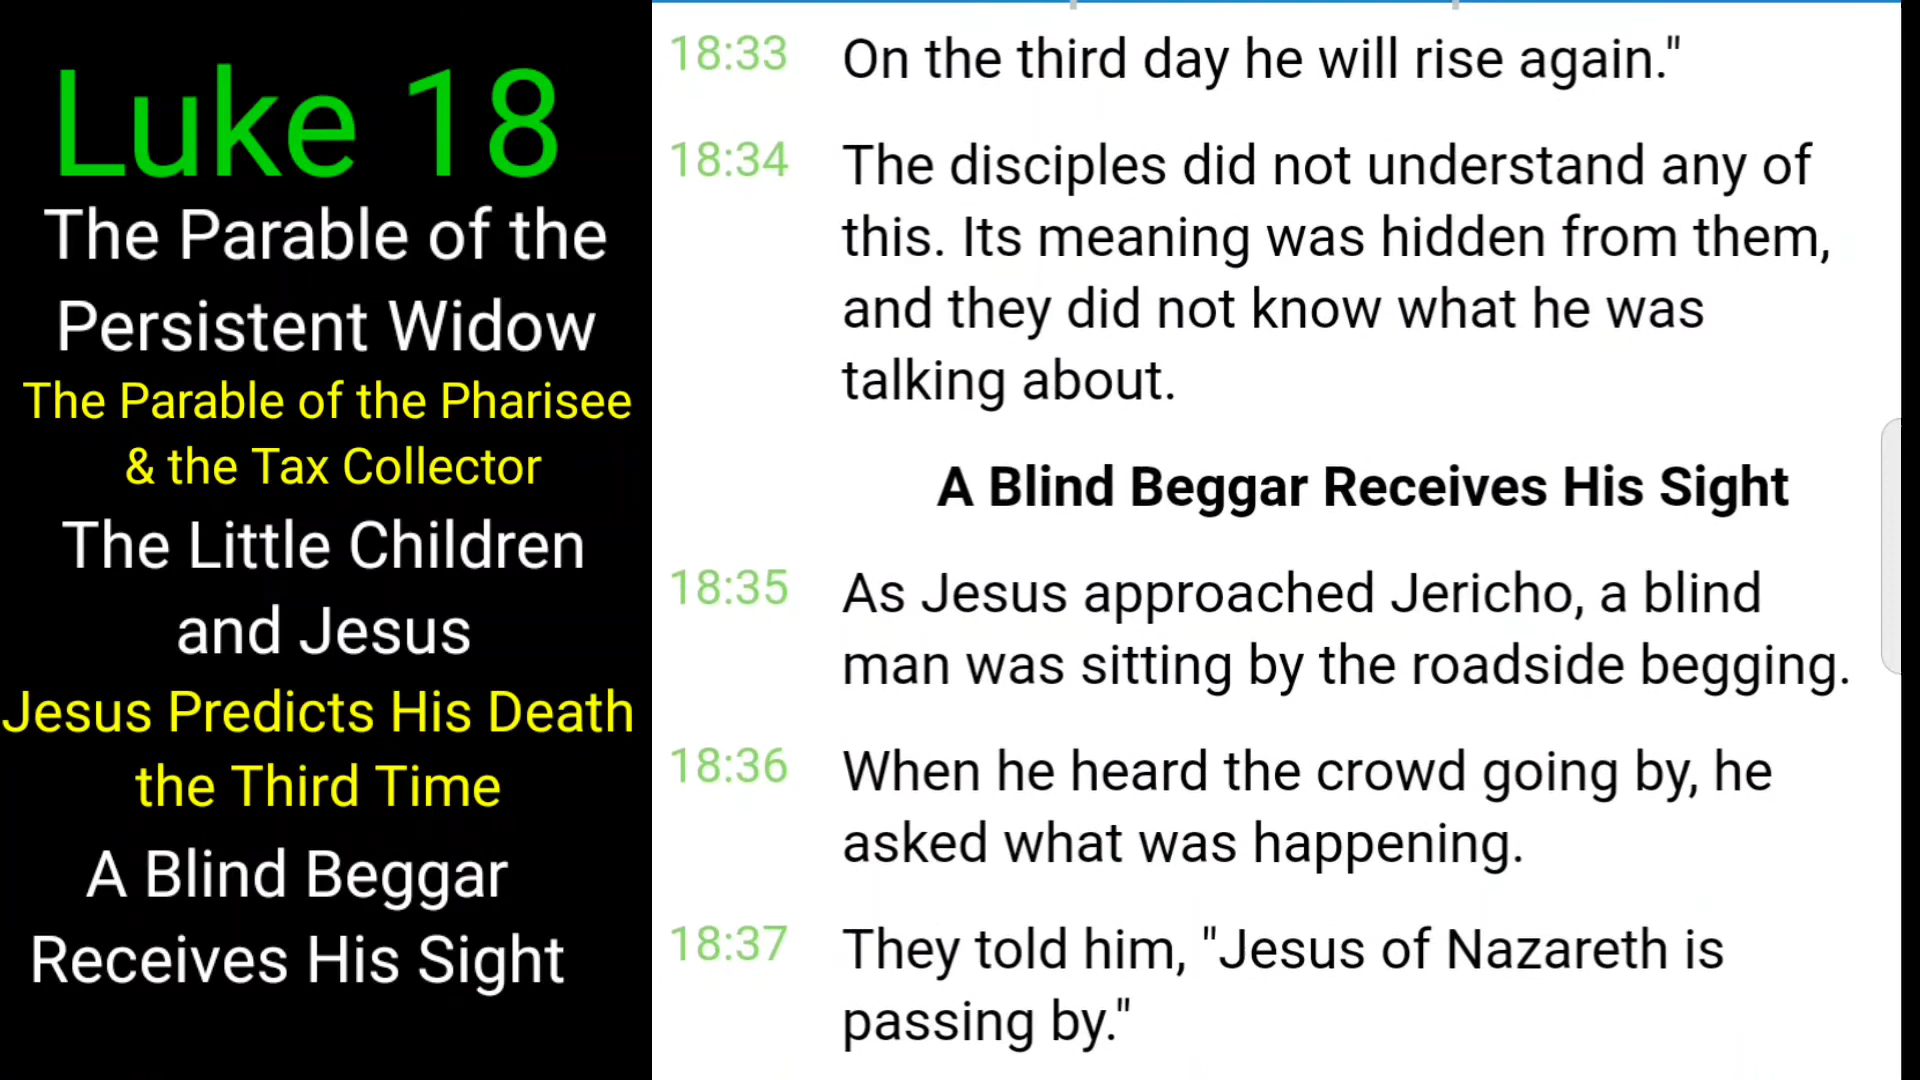 Luke 18
The Parable of the
Persistent Widow
The Parable of the Pharisee
& the Tax Collector
The Little Children
and Jesus
Jesus Predicts His Death
the Third Time
A Blind Beggar
Receives His Sight
18:33 On the third day he will rise again."
18:34 The disciples did not understand any of
this. Its meaning was hidden from them,
and they did not know what he was
talking about.
A Blind Beggar Receives His Sight
18:35 As Jesus approached Jericho, a blind
man was sitting by the roadside begging.
18:36 When he heard the crowd going by, he
asked what was happening.
18:37 They told him, "Jesus of Nazareth is
passing by."